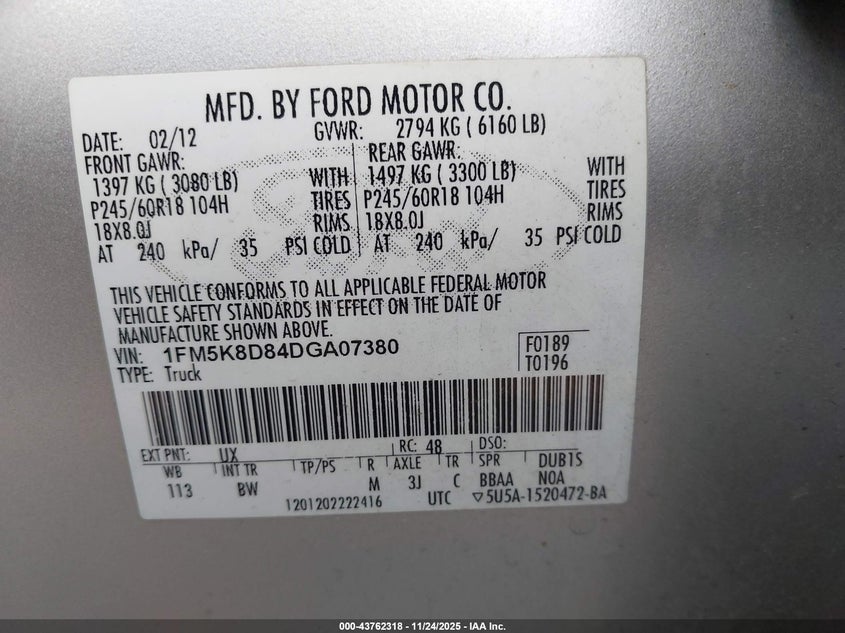 MFD. BY FORD MOTOR CO.
DATE: 02/12 GVWR: 2794 KG ( 6160 LB)
FRONT GAWR: REAR GAWR:
1397 KG ( 3080 LB) WITH 1497 KG ( 3300 LB) WITH
P245/60R18 104H TIRES P245/60R18 104H TIRES
18X8.0J RIMS 18X8.0J RIMS
AT 240 kPa/ 35 PSI COLD AT 240 kPa/ 35 PSI COLD
THIS VEHICLE CONFORMS TO ALL APPLICABLE FEDERAL MOTOR
VEHICLE SAFETY STANDARDS IN EFFECT ON THE DATE OF
MANUFACTURE SHOWN ABOVE.
VIN: 1FM5K8D84DGA07380 F0189
TYPE: Truck T0196
EXT PNT: UX RC: 48 DSO:
WB INT TR TP/PS R AXLE TR SPR DUB1S
113 BW M 3J C BBAA N0A
1201202222416 UTC ▽5U5A-1520472-BA
000-43762318 - 11/24/2025 - IAA Inc.